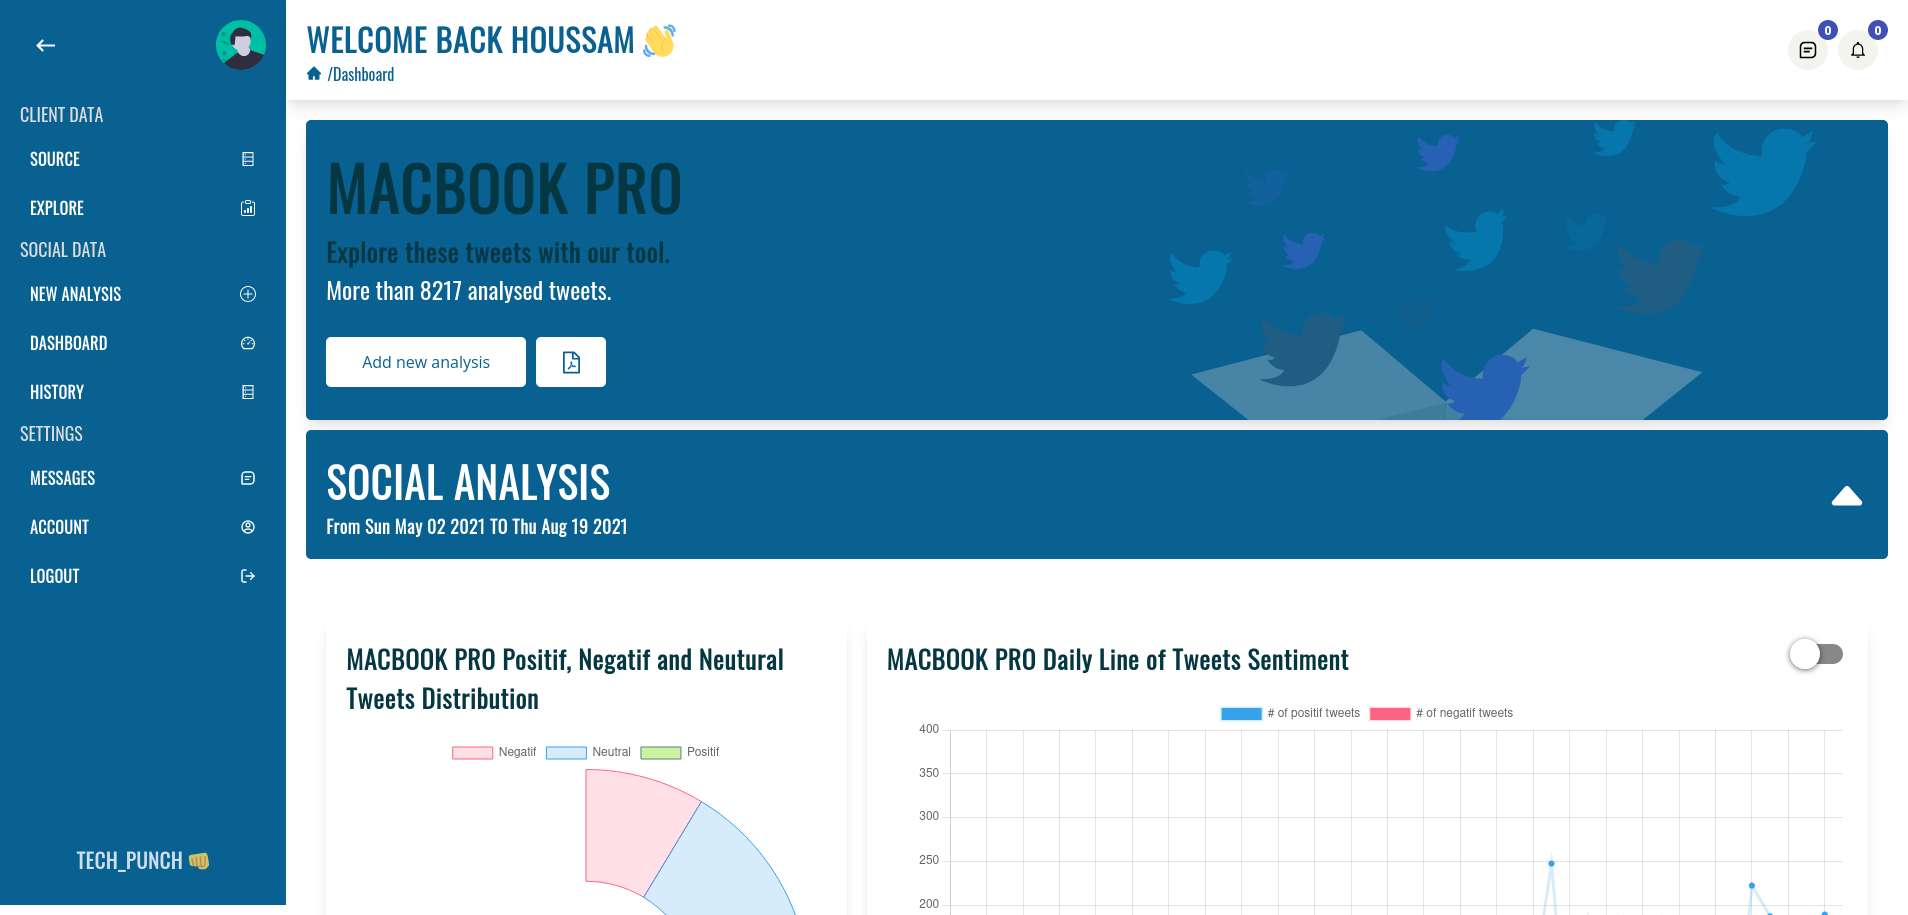 WELCOME BACK HOUSSAM 👋
/Dashboard
0
0
CLIENT DATA
SOURCE
EXPLORE
SOCIAL DATA
NEW ANALYSIS
DASHBOARD
HISTORY
SETTINGS
MESSAGES
ACCOUNT
LOGOUT
TECH_PUNCH 👊
MACBOOK PRO
Explore these tweets with our tool.
More than 8217 analysed tweets.
Add new analysis
SOCIAL ANALYSIS
From Sun May 02 2021 TO Thu Aug 19 2021
MACBOOK PRO Positif, Negatif and Neutural
Tweets Distribution
Negatif Neutral Positif
MACBOOK PRO Daily Line of Tweets Sentiment
# of positif tweets # of negatif tweets
400
350
300
250
200